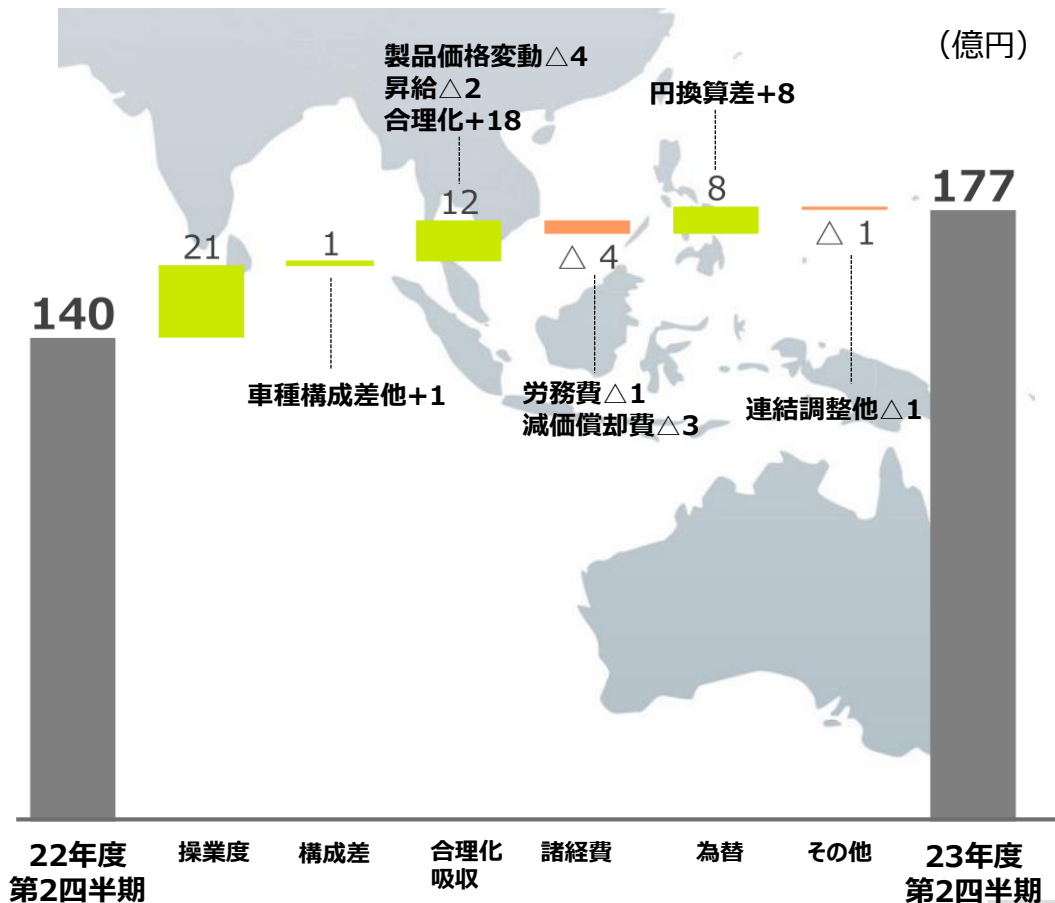 （億円）
製品価格変動△4
昇給△2
合理化+18
円換算差+8
140
21
1
12
△ 4
8
△ 1
177
車種構成差他+1
労務費△1
減価償却費△3
連結調整他△1
22年度
第2四半期
操業度
構成差
合理化
吸収
諸経費
為替
その他
23年度
第2四半期